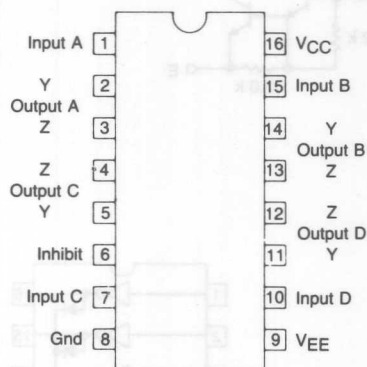 Input A 1 16 VCC
Y 2 15 Input B
Output A
Z 3 14 Y
Output B
Z 4 13 Z
Output C
Y 5 12 Z
Output D
Inhibit 6 11 Y
Input C 7 10 Input D
Gnd 8 9 VEE